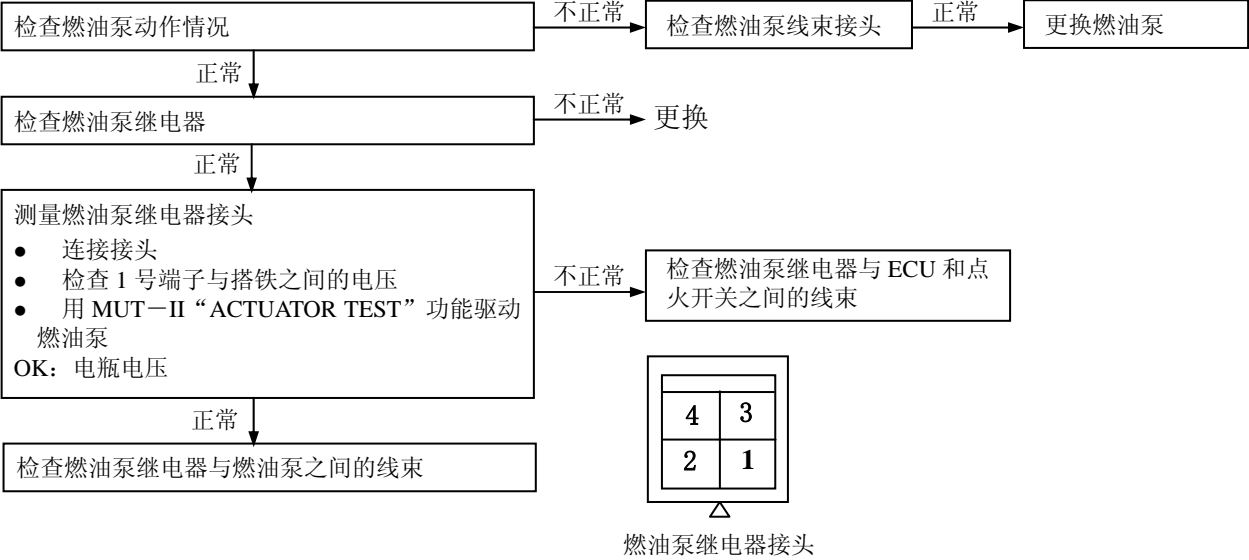 检查燃油泵动作情况
不正常
检查燃油泵线束接头
正常
更换燃油泵
正常
检查燃油泵继电器
不正常
更换
正常
测量燃油泵继电器接头
● 连接接头
● 检查 1 号端子与搭铁之间的电压
● 用 MUT－II“ACTUATOR TEST”功能驱动
燃油泵
OK：电瓶电压
不正常
检查燃油泵继电器与 ECU 和点
火开关之间的线束
正常
检查燃油泵继电器与燃油泵之间的线束
4 3
2 1
燃油泵继电器接头